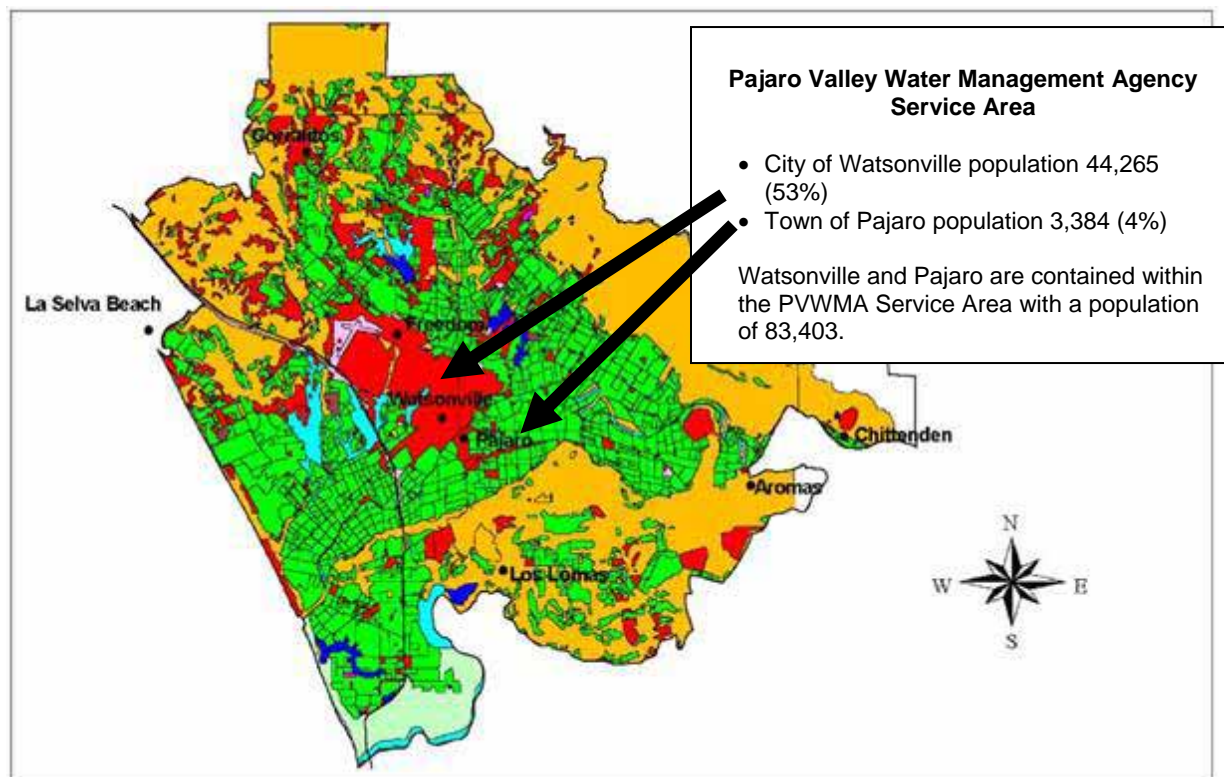 Pajaro Valley Water Management Agency
Service Area
• City of Watsonville population 44,265
(53%)
• Town of Pajaro population 3,384 (4%)
Watsonville and Pajaro are contained within
the PVWMA Service Area with a population
of 83,403.
Corralitos
La Selva Beach
Freedom
Watsonville
Pajaro
Chittenden
Aromas
Los Lomas
N
W
E
S